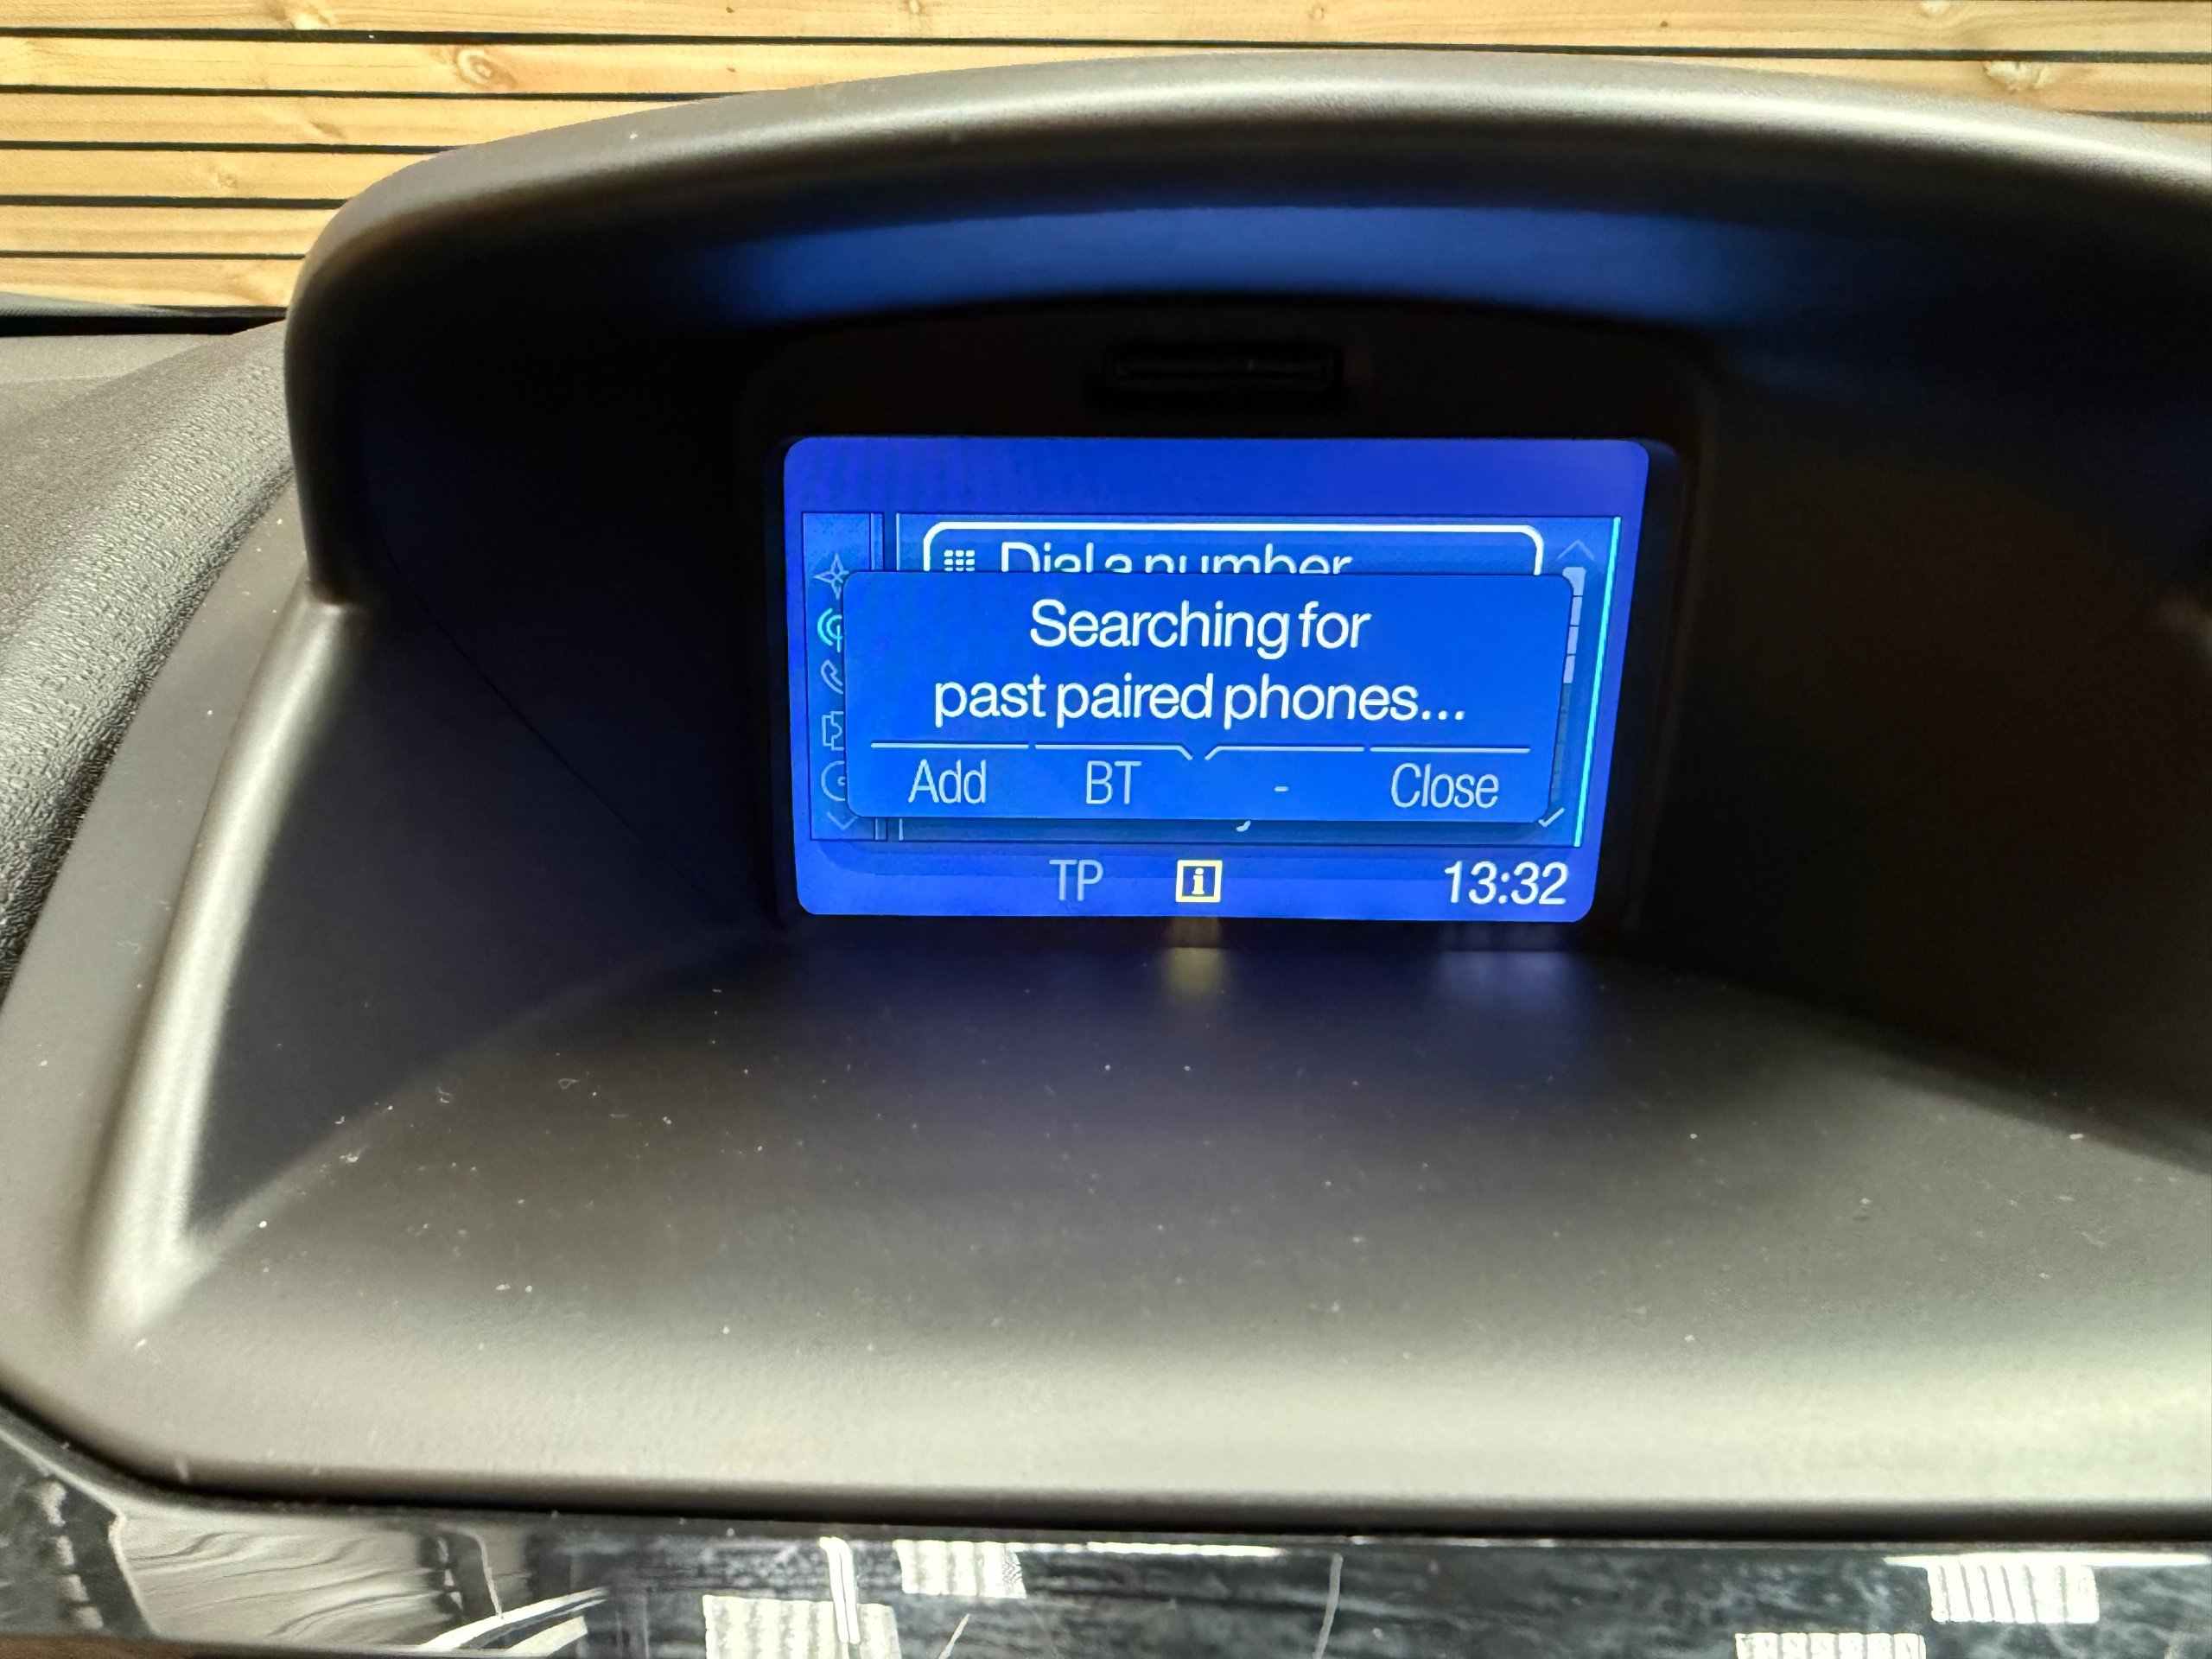 Dial a number
Searching for
past paired phones...
Add BT - Close
TP i 13:32